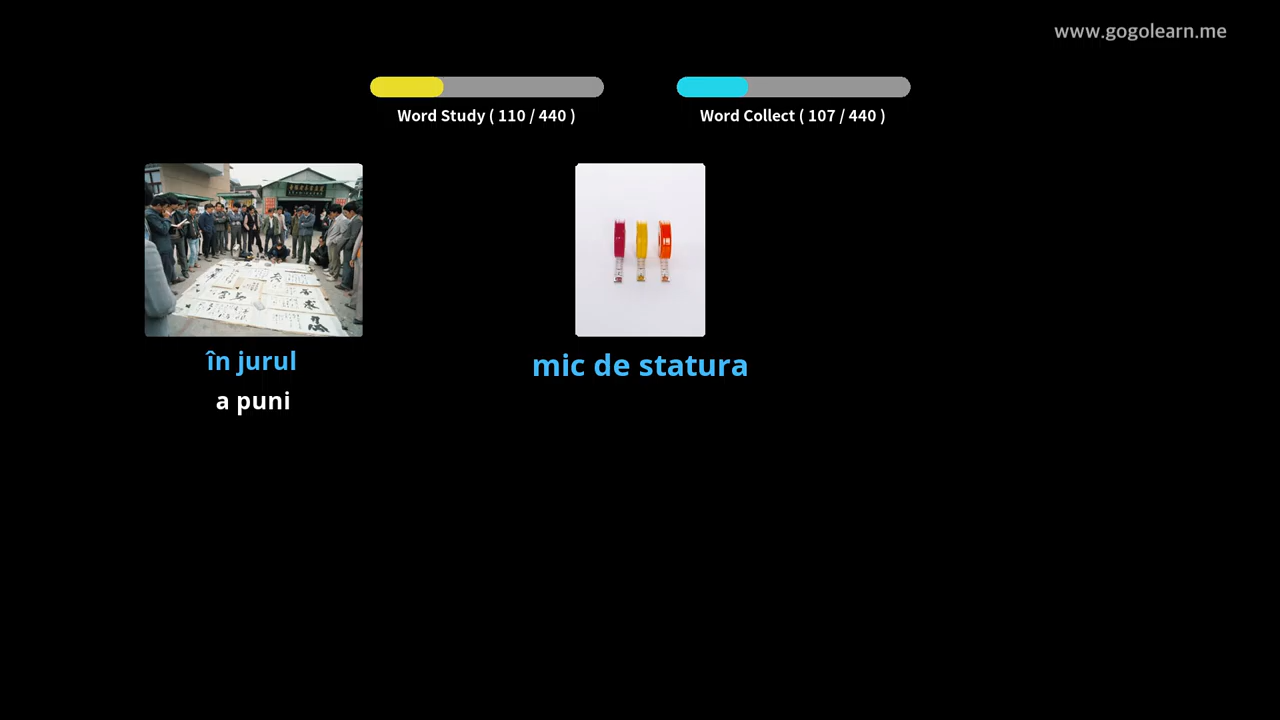 www.gogolearn.me
Word Study ( 110 / 440 )
Word Collect ( 107 / 440 )
în jurul
a puni
mic de statura